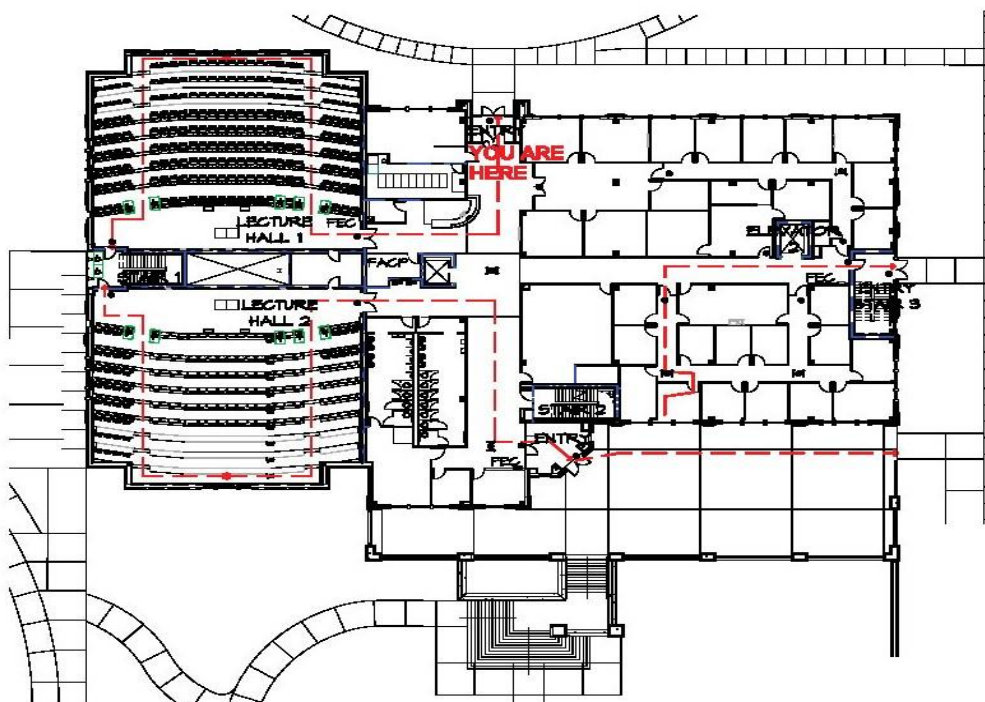 ENTRY
YOU ARE
HERE
LECTURE
HALL 1
FEC
ELEVATOR
STAIR 1
FACP
FEC
ENTRY
STAIR 3
LECTURE
HALL 2
STAIR 2
ENTRY
FEC